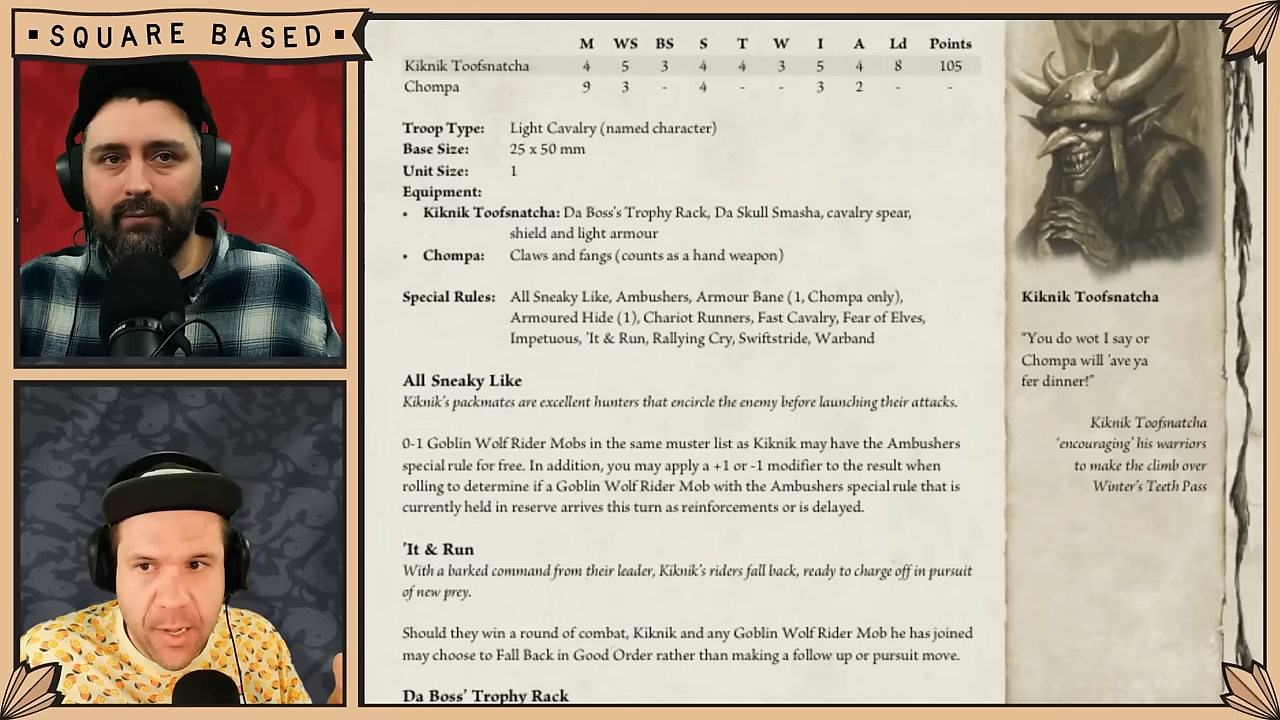 SQUARE BASED
M WS BS S T W I A Ld Points
Kiknik Toofsnatcha 4 5 3 4 4 3 5 4 8 105
Chompa 9 3 - 4 - - 3 2 - -
Troop Type: Light Cavalry (named character)
Base Size: 25 x 50 mm
Unit Size: 1
Equipment:
• Kiknik Toofsnatcha: Da Boss's Trophy Rack, Da Skull Smasha, cavalry spear,
shield and light armour
• Chompa: Claws and fangs (counts as a hand weapon)
Special Rules: All Sneaky Like, Ambushers, Armour Bane (1, Chompa only),
Armoured Hide (1), Chariot Runners, Fast Cavalry, Fear of Elves,
Impetuous, 'It & Run, Rallying Cry, Swiftstride, Warband
All Sneaky Like
Kiknik's packmates are excellent hunters that encircle the enemy before launching their attacks.
0-1 Goblin Wolf Rider Mobs in the same muster list as Kiknik may have the Ambushers
special rule for free. In addition, you may apply a +1 or -1 modifier to the result when
rolling to determine if a Goblin Wolf Rider Mob with the Ambushers special rule that is
currently held in reserve arrives this turn as reinforcements or is delayed.
'It & Run
With a barked command from their leader, Kiknik's riders fall back, ready to charge off in pursuit
of new prey.
Should they win a round of combat, Kiknik and any Goblin Wolf Rider Mob he has joined
may choose to Fall Back in Good Order rather than making a follow up or pursuit move.
Da Boss' Trophy Rack
Kiknik Toofsnatcha
"You do wot I say or
Chompa will 'ave ya
fer dinner!"
Kiknik Toofsnatcha
'encouraging' his warriors
to make the climb over
Winter's Teeth Pass